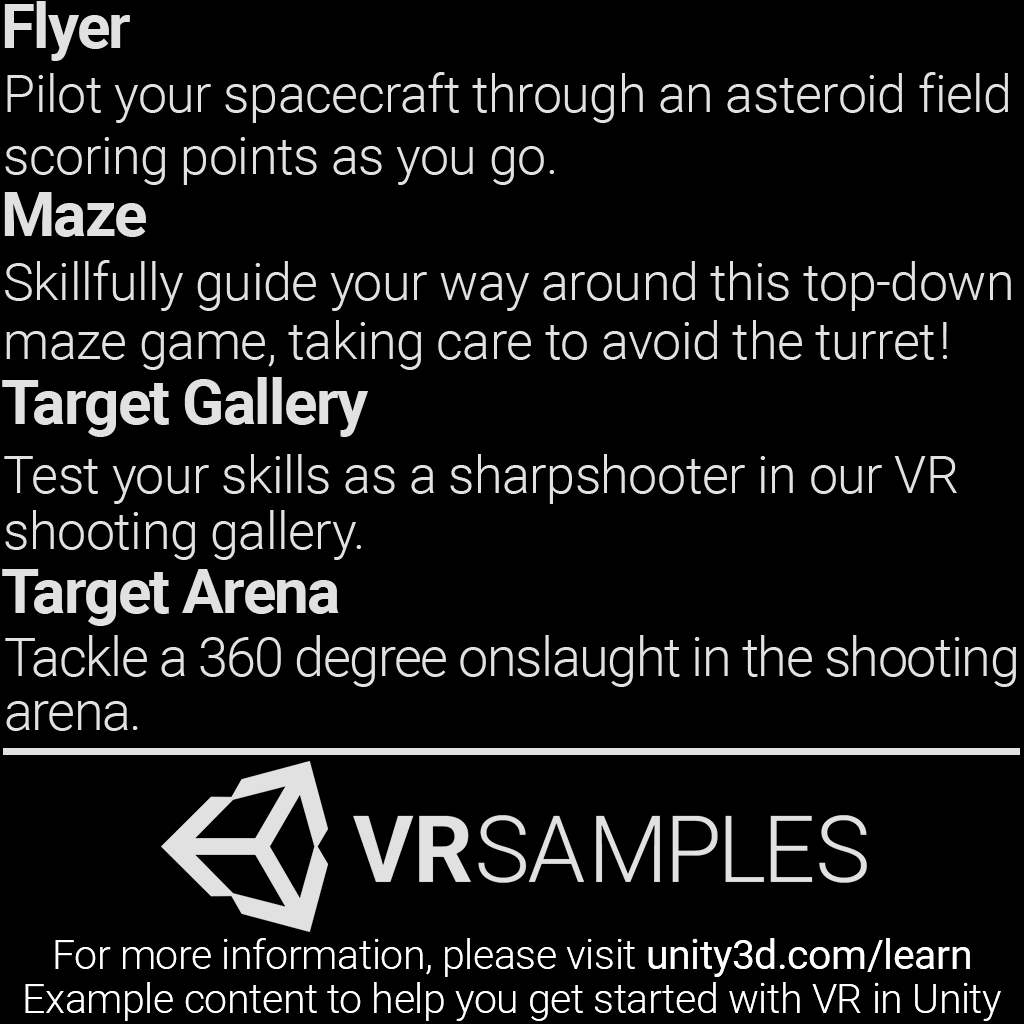 Flyer
Pilot your spacecraft through an asteroid field
scoring points as you go.
Maze
Skillfully guide your way around this top-down
maze game, taking care to avoid the turret!
Target Gallery
Test your skills as a sharpshooter in our VR
shooting gallery.
Target Arena
Tackle a 360 degree onslaught in the shooting
arena.
VRSAMPLES
For more information, please visit unity3d.com/learn
Example content to help you get started with VR in Unity